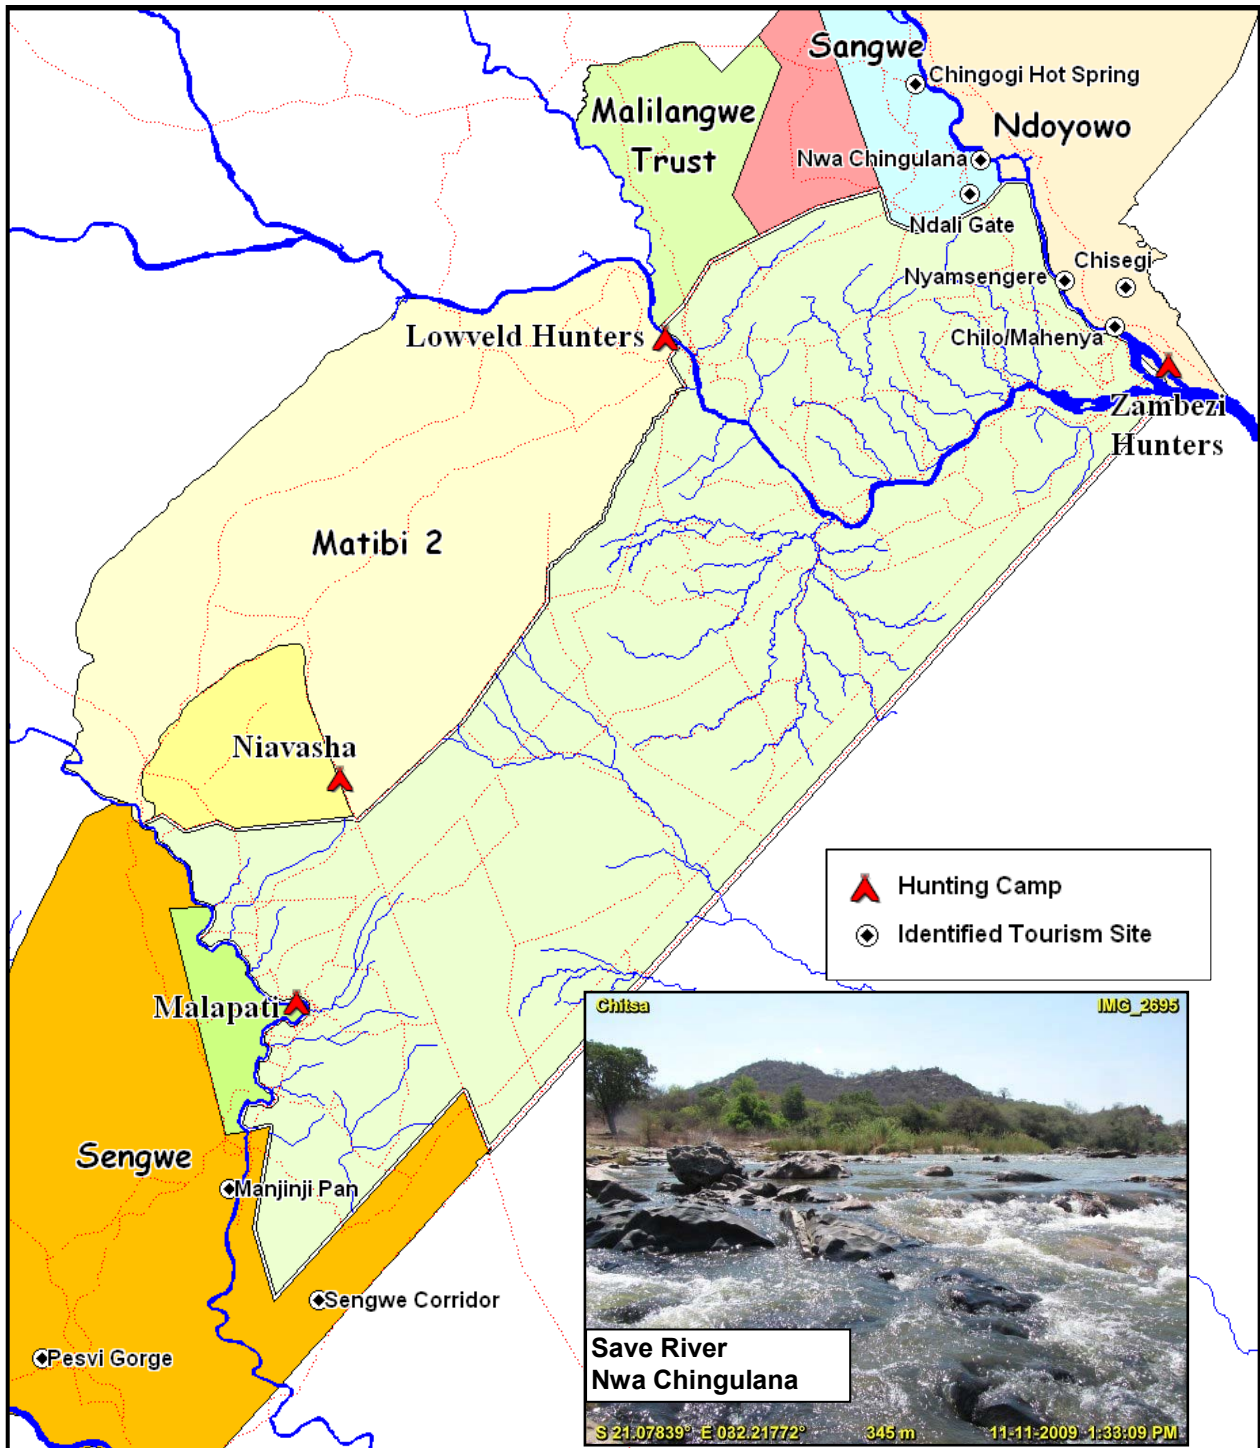 Sangwe
Chingogi Hot Spring
Malilangwe
Trust
Ndoyowo
Nwa Chingulana
Ndali Gate
Chisegi
Nyamsengere
Lowveld Hunters
Chilo/Mahenya
Zambezi
Hunters
Matibi 2
Niavasha
Hunting Camp
Identified Tourism Site
Malapati
Chitsa
IMG_2695
Sengwe
Manjinji Pan
Sengwe Corridor
Pesvi Gorge
Save River
Nwa Chingulana
S 21.07839° E 032.21772° 345 m 11-11-2009 1:33:09 PM